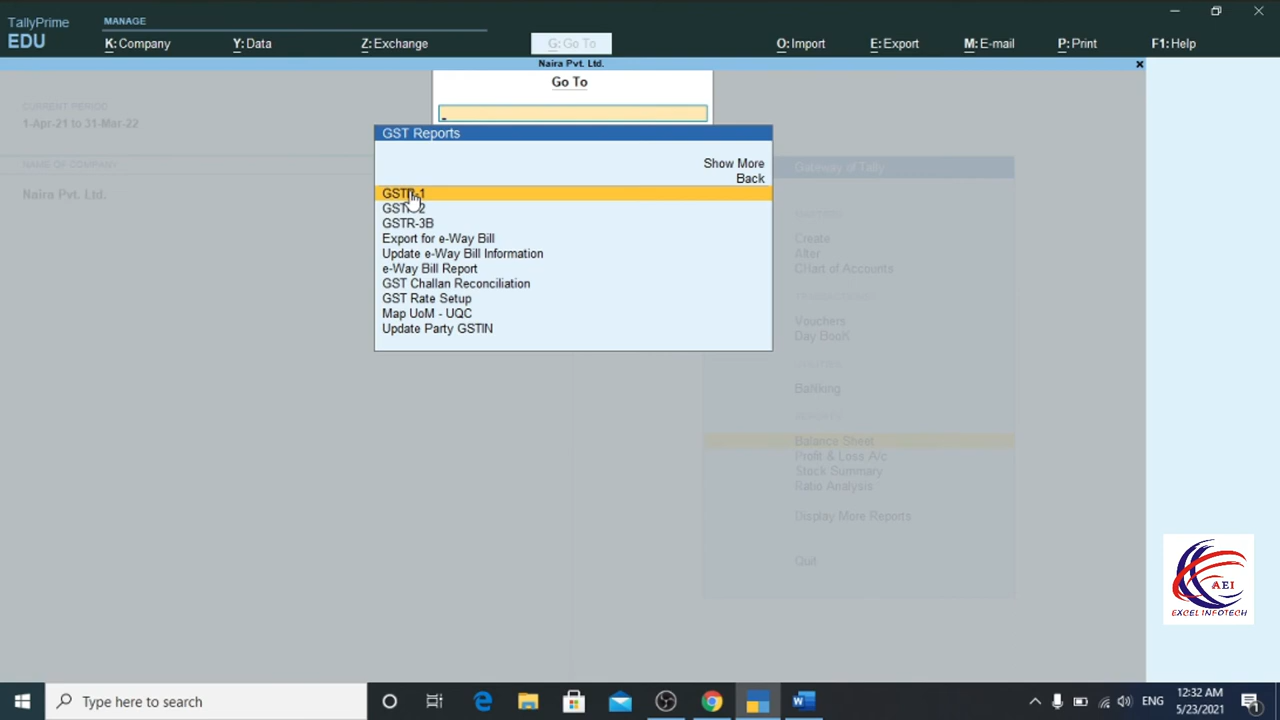 TallyPrime
EDU
MANAGE
K:Company
Y:Data
Z:Exchange
G:Go To
O:Import
E:Export
M:E-mail
P:Print
F1:Help
Naira Pvt. Ltd.
Go To
CURRENT PERIOD
1-Apr-21 to 31-Mar-22
NAME OF COMPANY
Naira Pvt. Ltd.
GST Reports
Show More
Back
GSTR-1
GSTR-2
GSTR-3B
Export for e-Way Bill
Update e-Way Bill Information
e-Way Bill Report
GST Challan Reconciliation
GST Rate Setup
Map UoM - UQC
Update Party GSTIN
Gateway of Tally
MASTERS
Create
Alter
CHart of Accounts
TRANSACTIONS
Vouchers
Day BooK
UTILITIES
BaNking
REPORTS
Balance Sheet
Profit & Loss A/c
Stock Summary
Ratio Analysis
Display More Reports
Quit
AEI
EXCEL INFOTECH
Type here to search
ENG
12:32 AM
5/23/2021
1